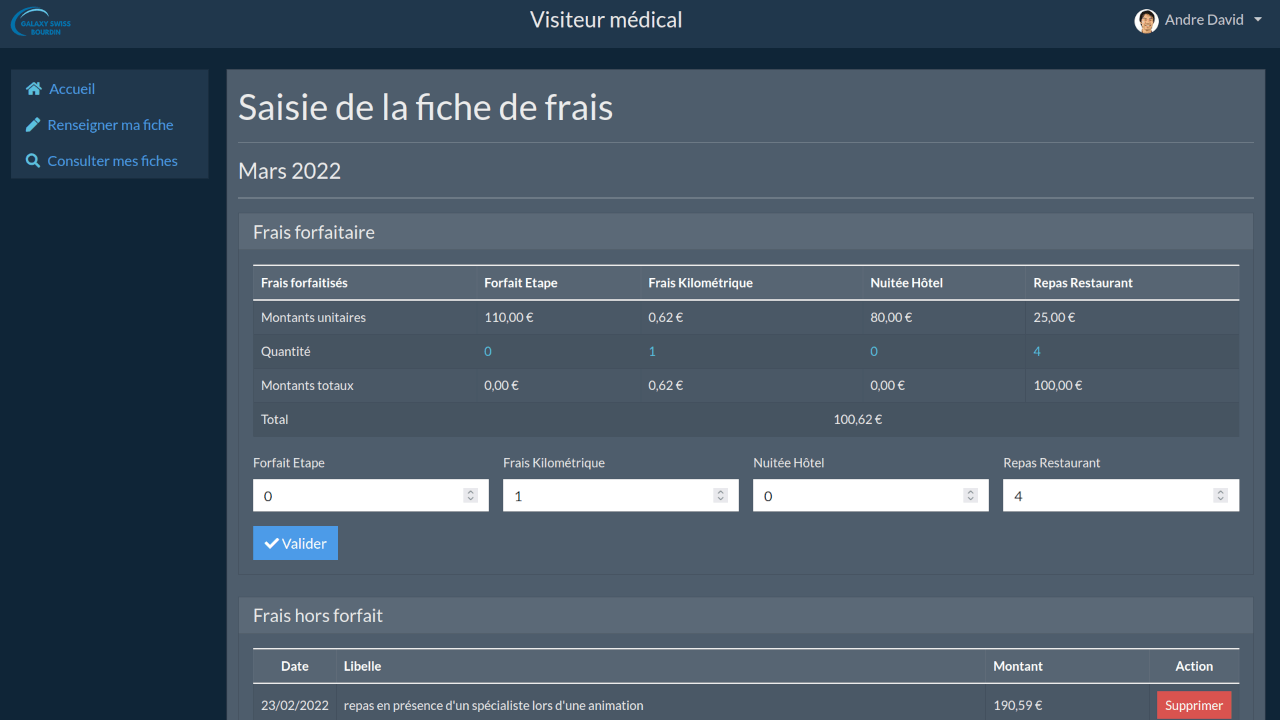 GALAXY SWISS
BOURDIN
Visiteur médical
Andre David
Accueil
Renseigner ma fiche
Consulter mes fiches
Saisie de la fiche de frais
Mars 2022
Frais forfaitaire
Frais forfaitisés Forfait Etape Frais Kilométrique Nuitée Hôtel Repas Restaurant
Montants unitaires 110,00 € 0,62 € 80,00 € 25,00 €
Quantité 0 1 0 4
Montants totaux 0,00 € 0,62 € 0,00 € 100,00 €
Total 100,62 €
Forfait Etape Frais Kilométrique Nuitée Hôtel Repas Restaurant
0 1 0 4
Valider
Frais hors forfait
Date Libelle Montant Action
23/02/2022 repas en présence d'un spécialiste lors d'une animation 190,59 € Supprimer